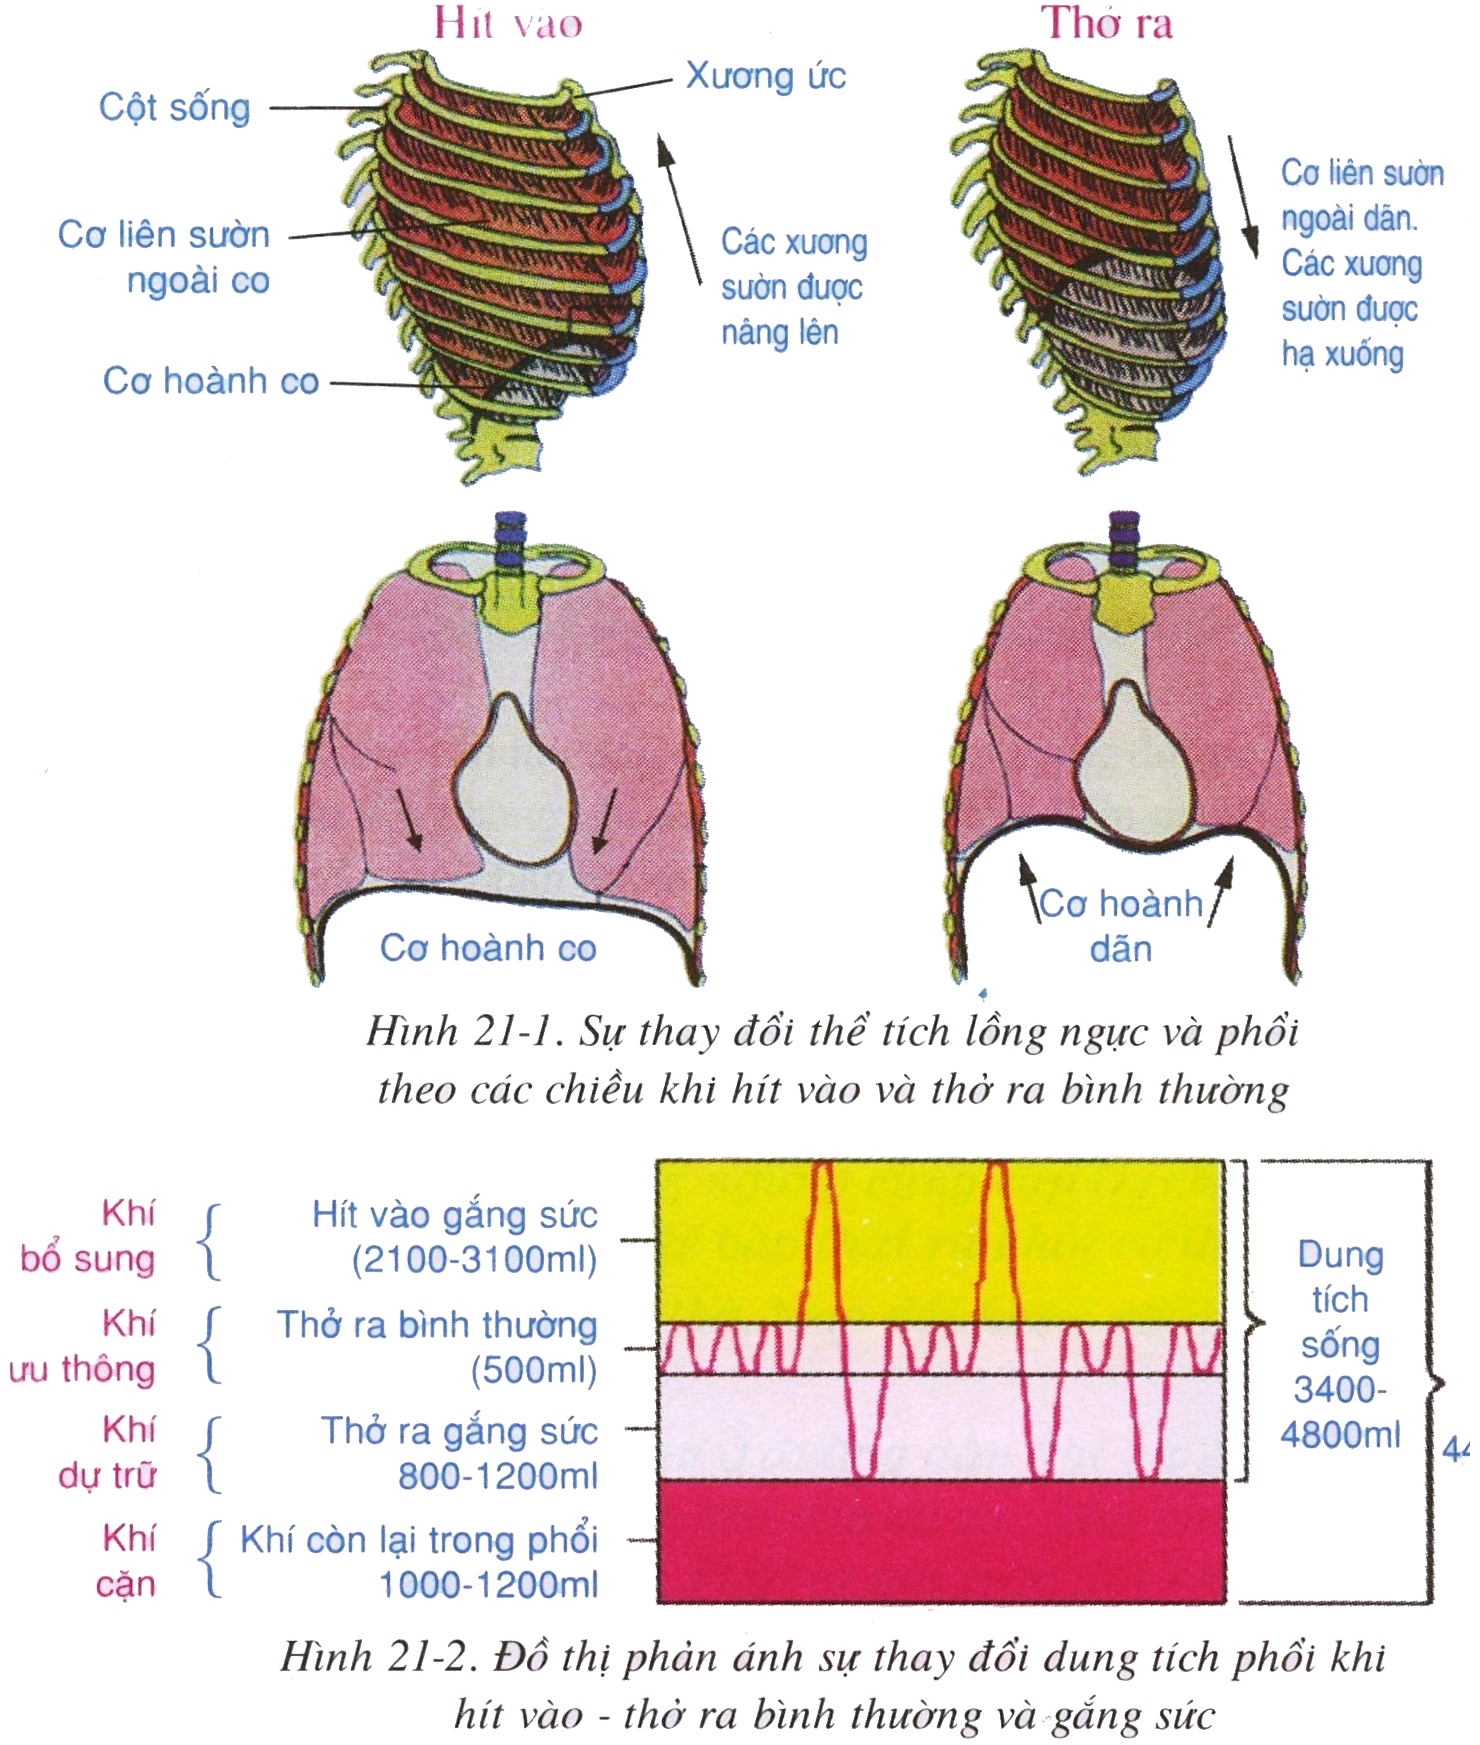 Hít vào
Thở ra
Cột sống
Xương ức
Cơ liên sườn
ngoài co
Các xương
sườn được
nâng lên
Cơ hoành co
Cơ liên sườn
ngoài dãn.
Các xương
sườn được
hạ xuống
Cơ hoành co
Cơ hoành
dãn
Hình 21-1. Sự thay đổi thể tích lồng ngực và phổi
theo các chiều khi hít vào và thở ra bình thường
Khí
bổ sung
Hít vào gắng sức
(2100-3100ml)
Khí
ưu thông
Thở ra bình thường
(500ml)
Khí
dự trữ
Thở ra gắng sức
800-1200ml
Khí
cặn
Khí còn lại trong phổi
1000-1200ml
Dung
tích
sống
3400-
4800ml
44
Hình 21-2. Đồ thị phản ánh sự thay đổi dung tích phổi khi
hít vào - thở ra bình thường và gắng sức